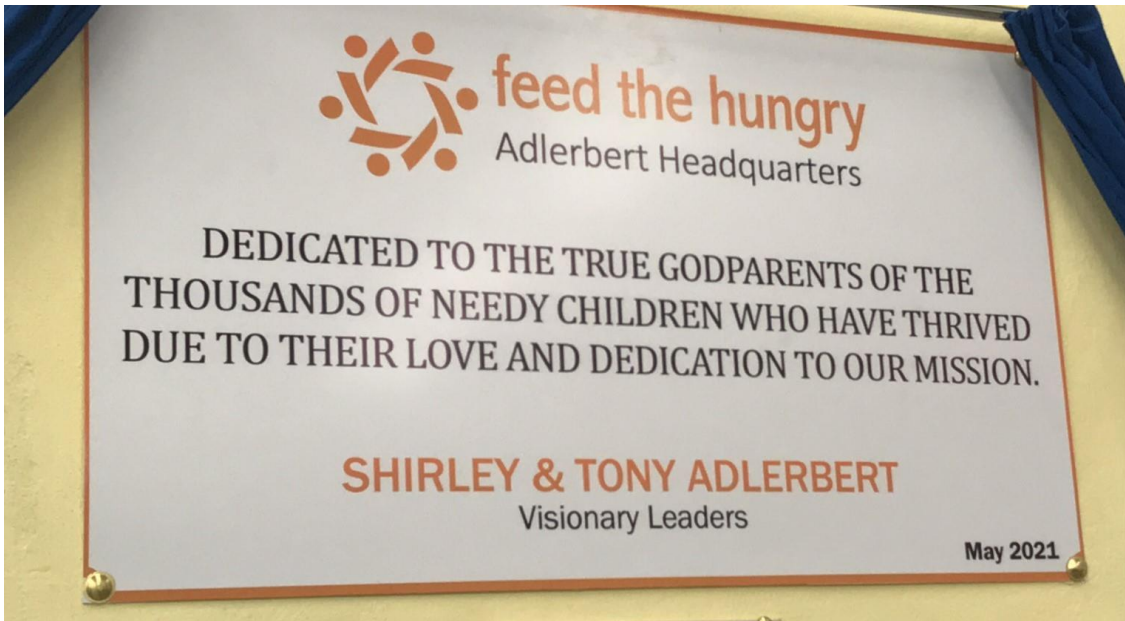 feed the hungry
Adlerbert Headquarters
DEDICATED TO THE TRUE GODPARENTS OF THE
THOUSANDS OF NEEDY CHILDREN WHO HAVE THRIVED
DUE TO THEIR LOVE AND DEDICATION TO OUR MISSION.
SHIRLEY & TONY ADLERBERT
Visionary Leaders
May 2021